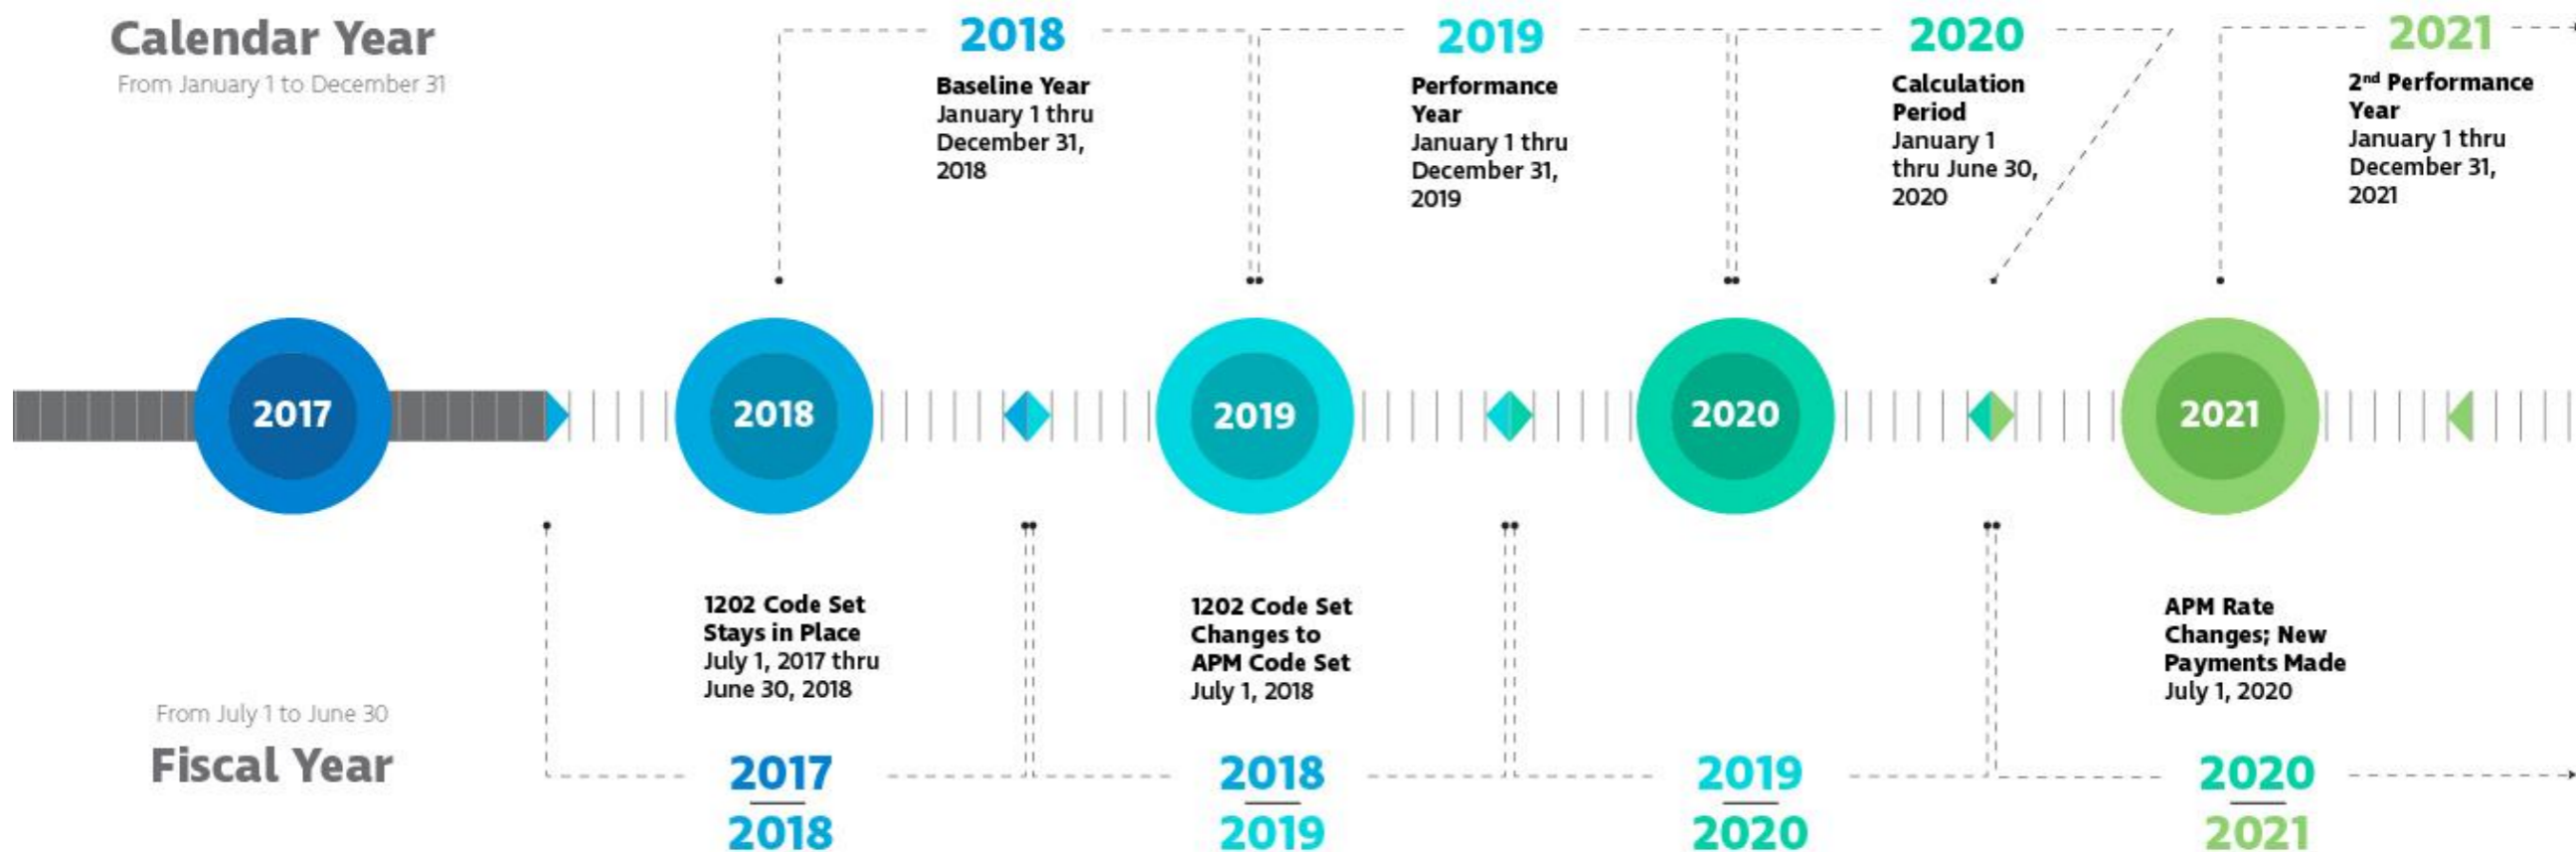 Calendar Year
From January 1 to December 31
2018
Baseline Year
January 1 thru
December 31,
2018
2019
Performance
Year
January 1 thru
December 31,
2019
2020
Calculation
Period
January 1
thru June 30,
2020
2021
2nd Performance
Year
January 1 thru
December 31,
2021
2017
2018
2019
2020
2021
1202 Code Set
Stays in Place
July 1, 2017 thru
June 30, 2018
1202 Code Set
Changes to
APM Code Set
July 1, 2018
APM Rate
Changes; New
Payments Made
July 1, 2020
From July 1 to June 30
Fiscal Year
2017
2018
2018
2019
2019
2020
2020
2021